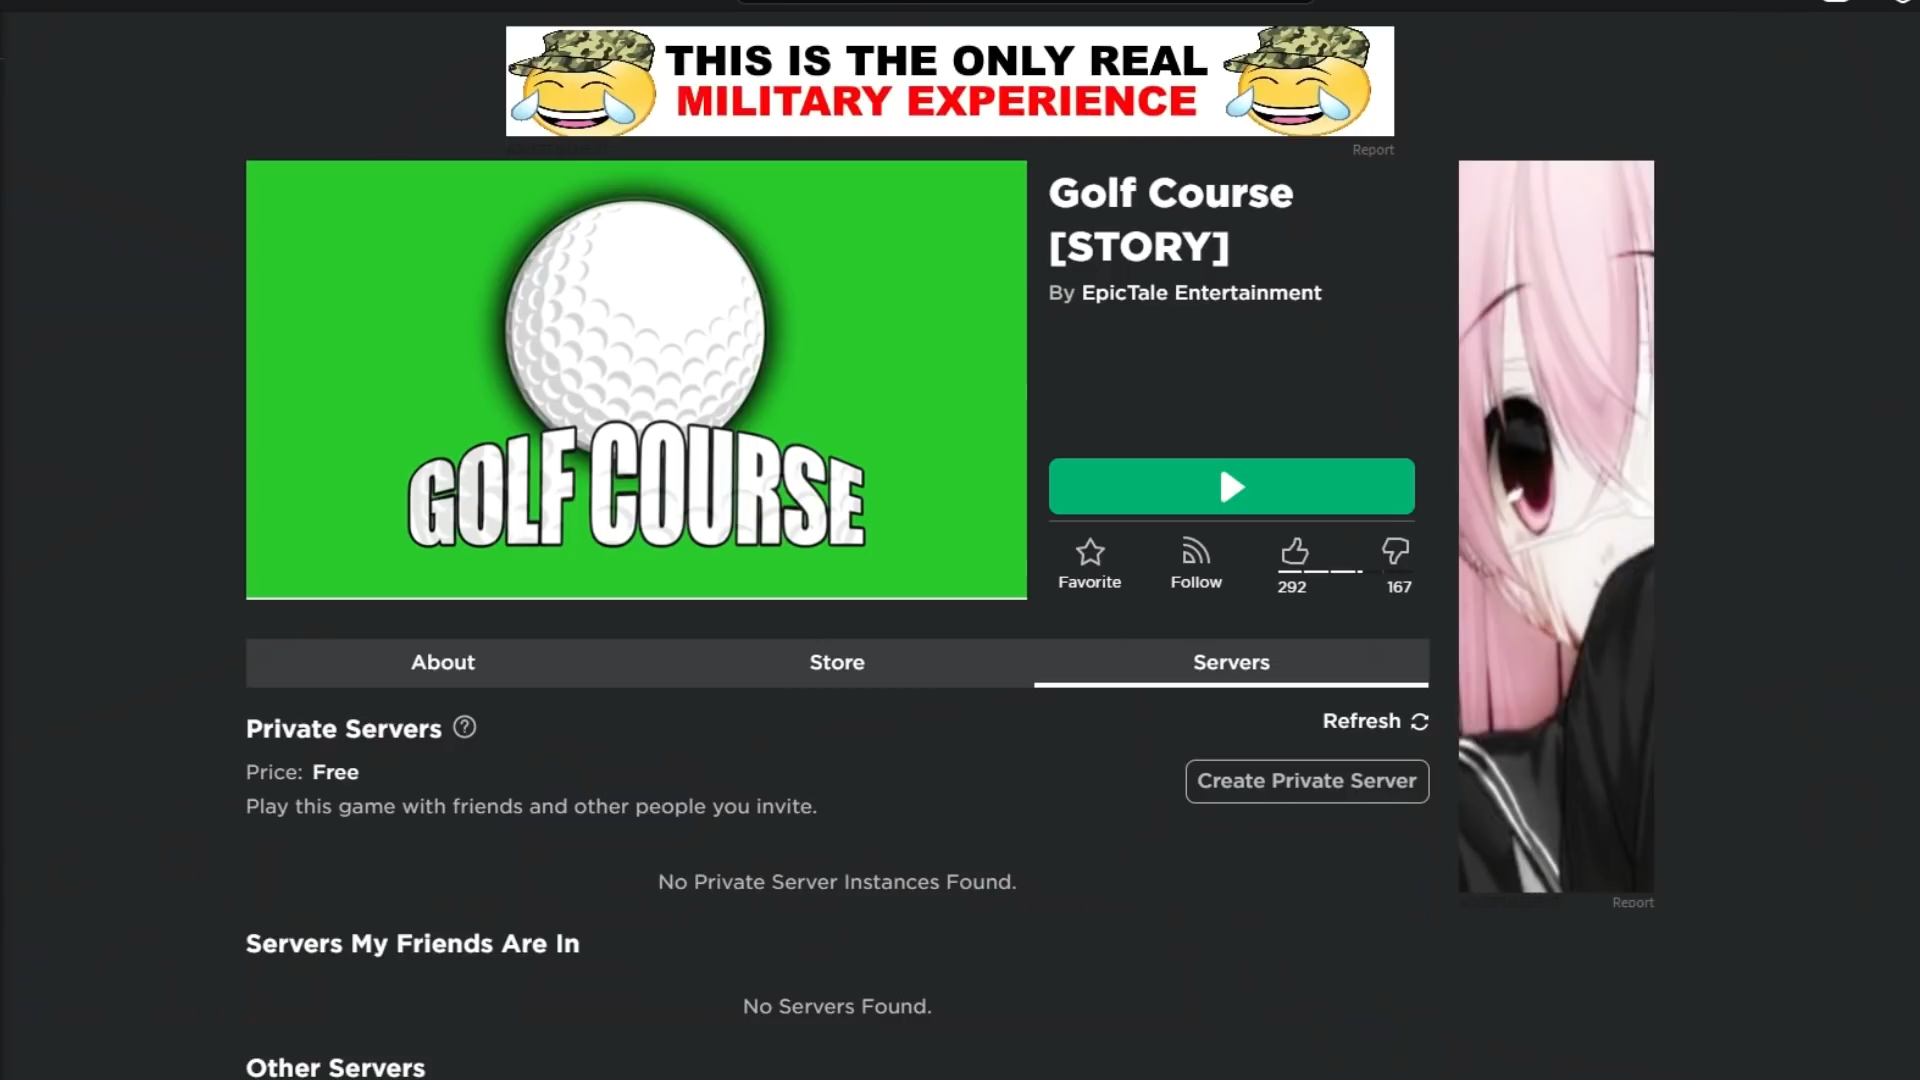 THIS IS THE ONLY REAL
MILITARY EXPERIENCE
Report
GOLF COURSE
Golf Course
[STORY]
By EpicTale Entertainment
Favorite
Follow
292
167
About
Store
Servers
Private Servers
Refresh
Price: Free
Create Private Server
Play this game with friends and other people you invite.
No Private Server Instances Found.
Report
Servers My Friends Are In
No Servers Found.
Other Servers